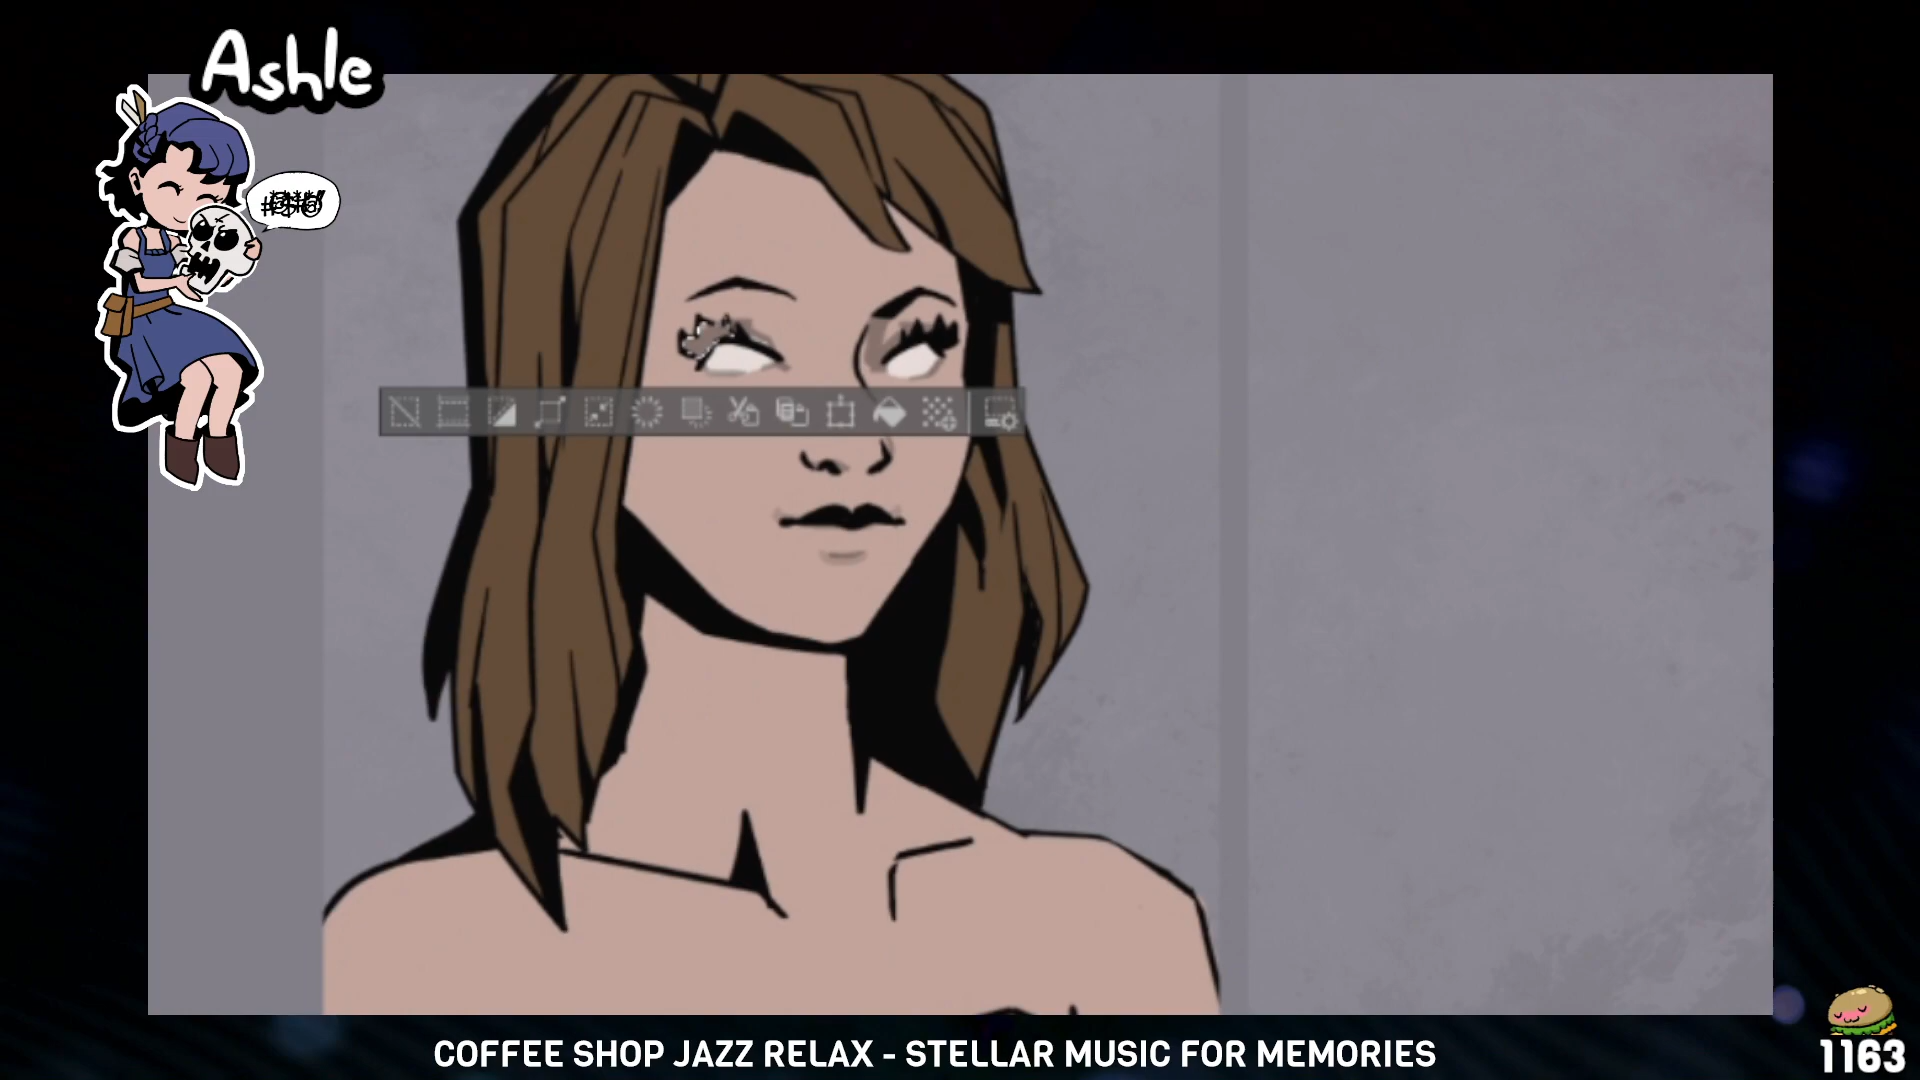 Ashle
#@$*#@
COFFEE SHOP JAZZ RELAX - STELLAR MUSIC FOR MEMORIES
1163